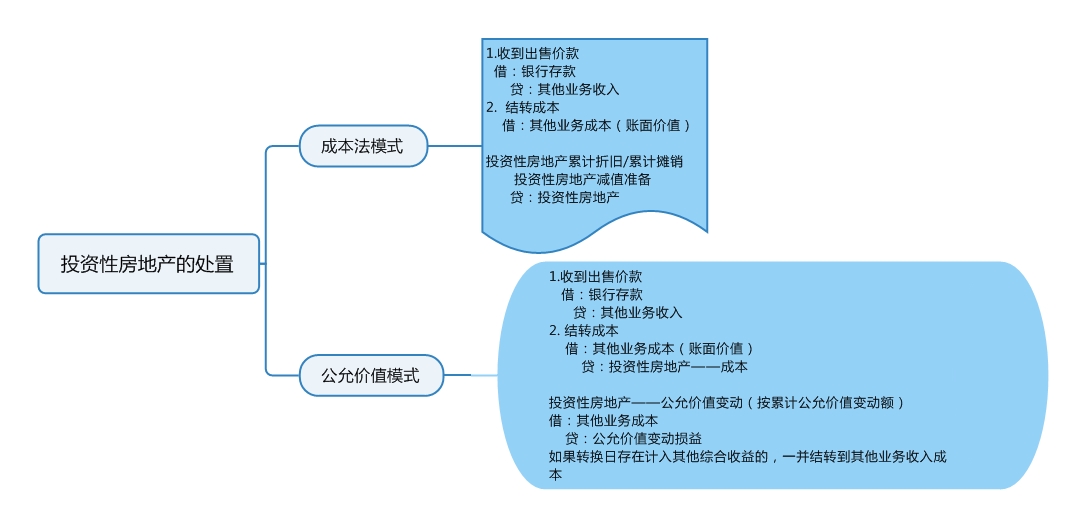 投资性房地产的处置
成本法模式
1.收到出售价款
借：银行存款
贷：其他业务收入
2. 结转成本
借：其他业务成本（账面价值）
投资性房地产累计折旧/累计摊销
投资性房地产减值准备
贷：投资性房地产
公允价值模式
1.收到出售价款
借：银行存款
贷：其他业务收入
2. 结转成本
借：其他业务成本（账面价值）
贷：投资性房地产——成本
投资性房地产——公允价值变动（按累计公允价值变动额）
借：其他业务成本
贷：公允价值变动损益
如果转换日存在计入其他综合收益的，一并结转到其他业务收入成
本